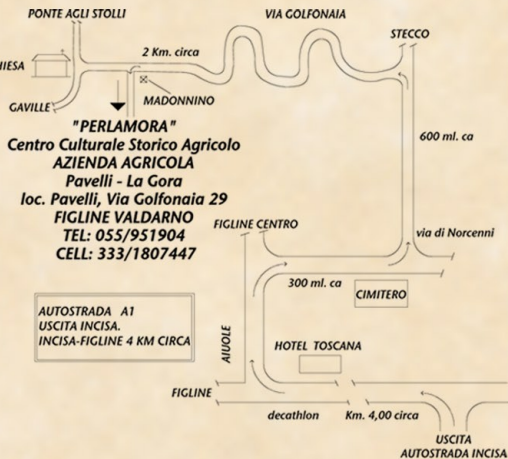 PONTE AGLI STOLLI
VIA GOLFONAIA
STECCO
2 Km. circa
GAVILLE
MADONNINO
"PERLAMORA"
Centro Culturale Storico Agricolo
AZIENDA AGRICOLA
Pavelli - La Gora
loc. Pavelli, Via Golfonaia 29
FIGLINE VALDARNO
TEL: 055/951904
CELL: 333/1807447
600 ml. ca
FIGLINE CENTRO
via di Norcenni
300 ml. ca
CIMITERO
AUTOSTRADA A1
USCITA INCISA.
INCISA-FIGLINE 4 KM CIRCA
AIUOLE
HOTEL TOSCANA
FIGLINE
decathlon
Km. 4,00 circa
USCITA
AUTOSTRADA INCISA